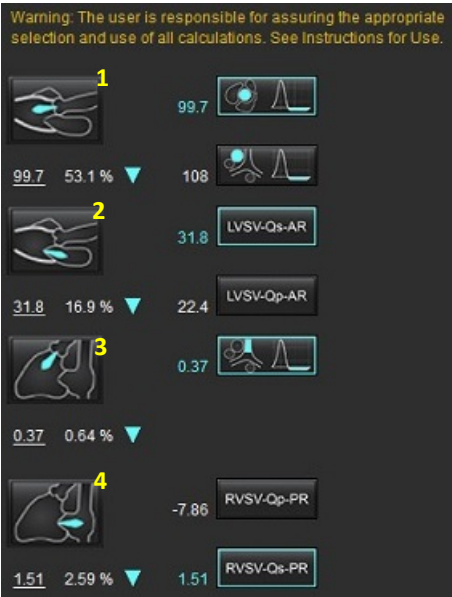 Warning: The user is responsible for assuring the appropriate
selection and use of all calculations. See Instructions for Use.
1
99.7
99.7 53.1 % ▼ 108
2
31.8 LVSV-Qs-AR
LVSV-Qp-AR
31.8 16.9 % ▼ 22.4
3
0.37
0.37 0.64 % ▼
4
-7.86 RVSV-Qp-PR
1.51 2.59 % ▼ 1.51 RVSV-Qs-PR